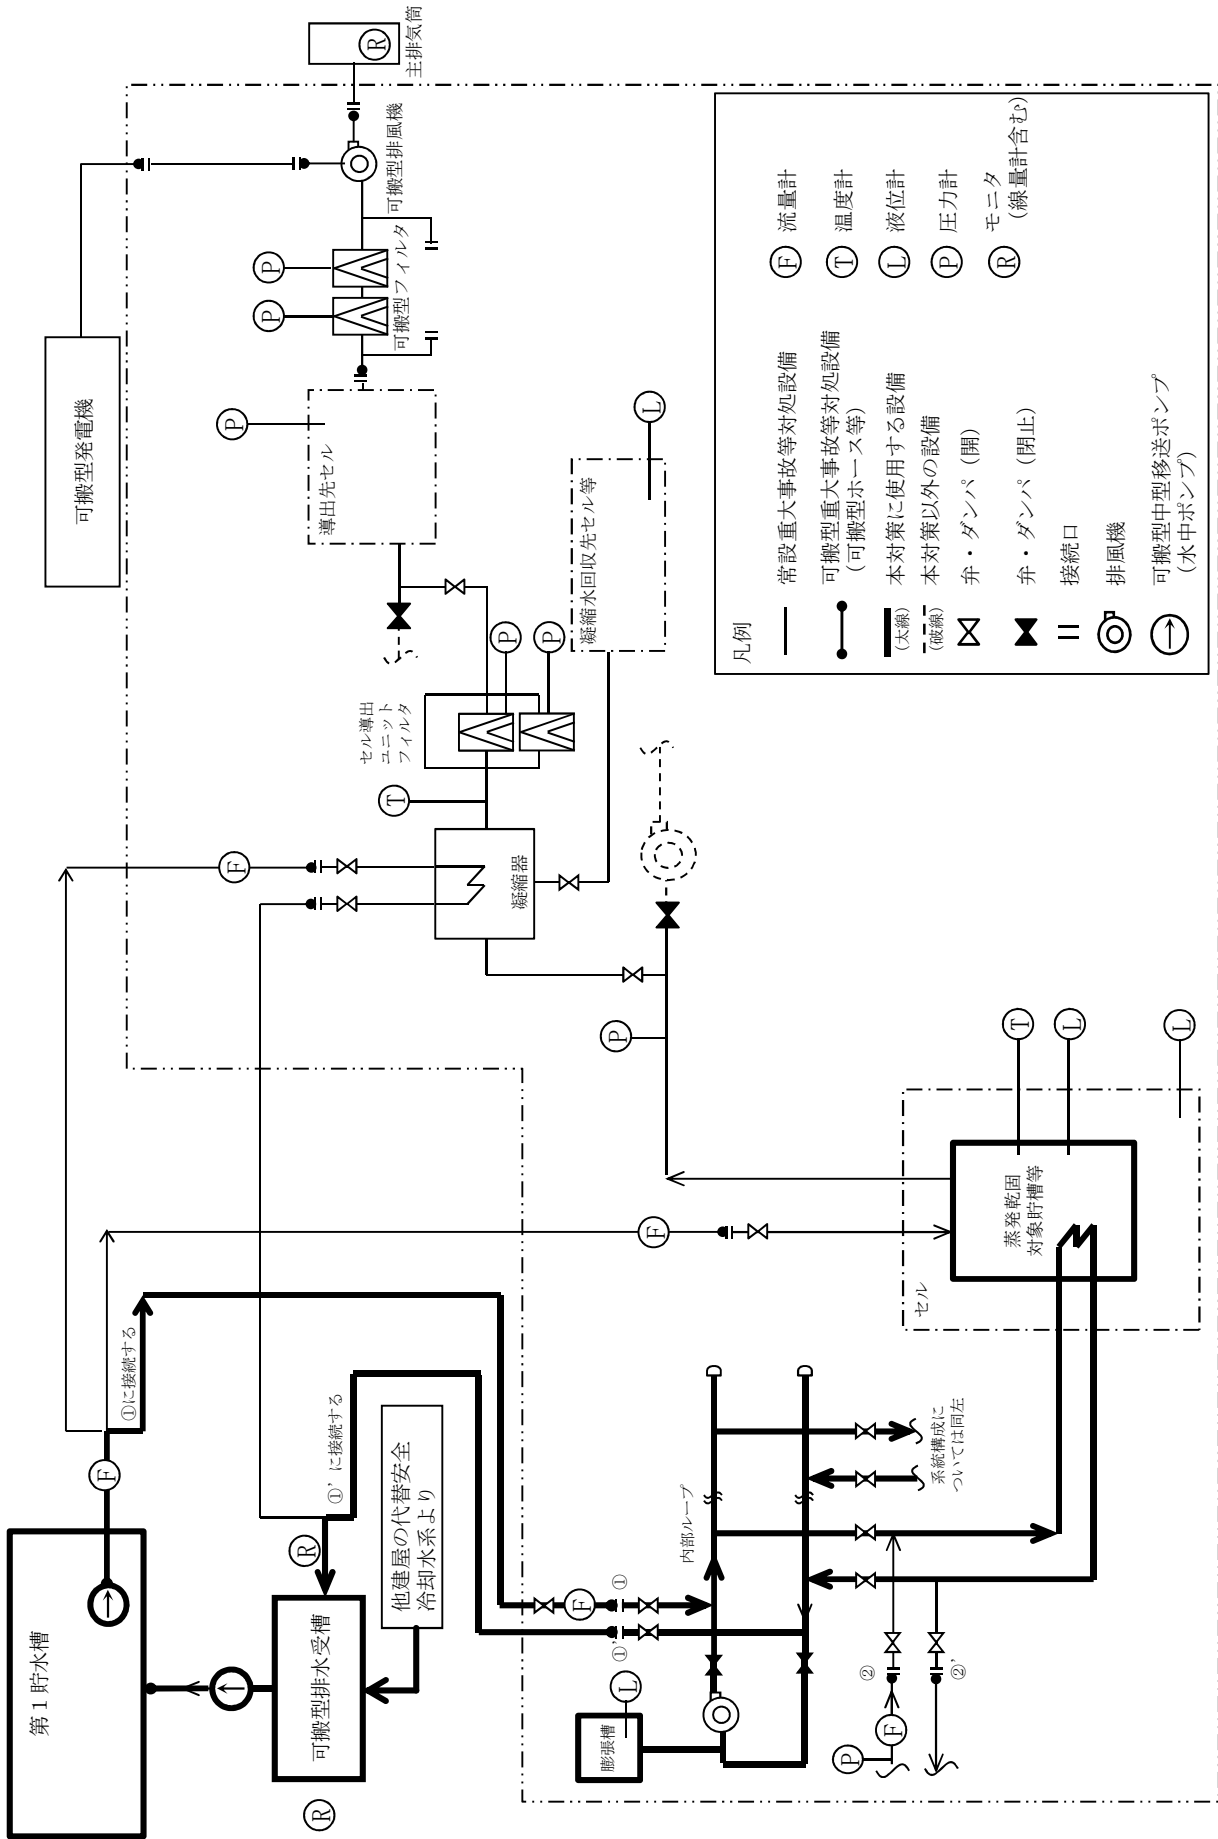 第１貯水槽
F
①に接続する
可搬型排水受槽
R
R
①’に接続する
他建屋の代替安全
冷却水系より
可搬型発電機
主排気筒
R
可搬型排風機
可搬型フィルタ
P
P
P
導出先セル
L
凝縮水回収先セル等
P
P
セル導出
ユニット
フィルタ
T
F
凝縮器
P
F
T
L
L
蒸発乾固
対象貯槽等
セル
内部ループ
系統構成に
ついては同左
F
①
①’
L
膨張槽
②
②’
F
P
凡例
常設重大事故等対処設備
可搬型重大事故等対処設備
（可搬型ホース等）
（太線）
本対策に使用する設備
（破線）
本対策以外の設備
弁・ダンパ（開）
弁・ダンパ（閉止）
接続口
排風機
可搬型中型移送ポンプ
（水中ポンプ）
F 流量計
T 温度計
L 液位計
P 圧力計
R モニタ
（線量計含む）